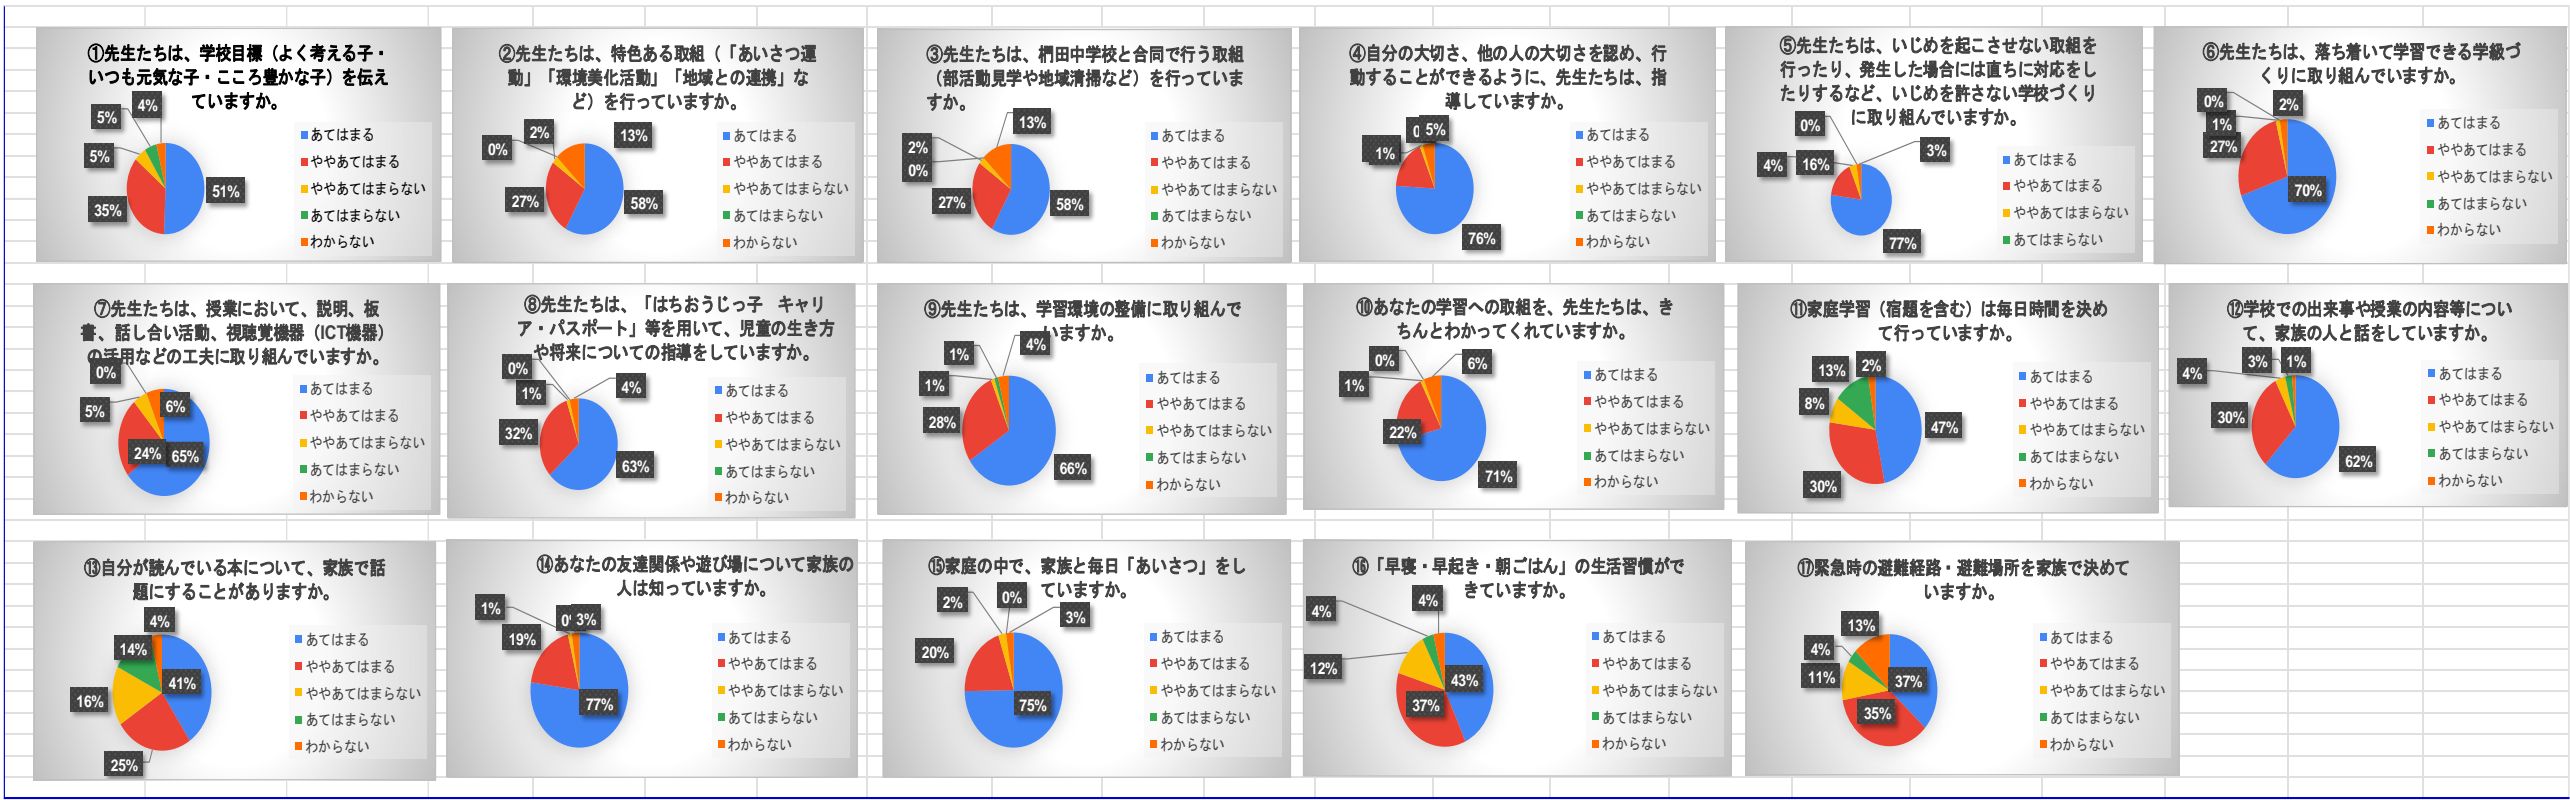 ①先生たちは、学校目標（よく考える子・
いつも元気な子・こころ豊かな子）を伝え
ていますか。
5%
4%
5%
35%
51%
あてはまる
ややあてはまる
ややあてはまらない
あてはまらない
わからない
②先生たちは、特色ある取組（「あいさつ運
動」「環境美化活動」「地域との連携」な
ど）を行っていますか。
0%
2%
13%
27%
58%
あてはまる
ややあてはまる
ややあてはまらない
あてはまらない
わからない
③先生たちは、椚田中学校と合同で行う取組
（部活動見学や地域清掃など）を行っていま
すか。
2%
0%
13%
27%
58%
あてはまる
ややあてはまる
ややあてはまらない
あてはまらない
わからない
④自分の大切さ、他の人の大切さを認め、行
動することができるように、先生たちは、指
導していますか。
1%
5%
76%
あてはまる
ややあてはまる
ややあてはまらない
あてはまらない
わからない
⑤先生たちは、いじめを起こさせない取組を
行ったり、発生した場合には直ちに対応をし
たりするなど、いじめを許さない学校づくり
に取り組んでいますか。
0%
4%
16%
3%
77%
あてはまる
ややあてはまる
ややあてはまらない
あてはまらない
⑥先生たちは、落ち着いて学習できる学級づ
くりに取り組んでいますか。
0%
1%
27%
2%
70%
あてはまる
ややあてはまる
ややあてはまらない
あてはまらない
わからない
⑦先生たちは、授業において、説明、板
書、話し合い活動、視聴覚機器（ICT機器）
の活用などの工夫に取り組んでいますか。
0%
5%
6%
24%
65%
あてはまる
ややあてはまる
ややあてはまらない
あてはまらない
わからない
⑧先生たちは、「はちおうじっ子　キャリ
ア・パスポート」等を用いて、児童の生き方
や将来についての指導をしていますか。
0%
1%
4%
32%
63%
あてはまる
ややあてはまる
ややあてはまらない
あてはまらない
わからない
⑨先生たちは、学習環境の整備に取り組んで
いますか。
1%
4%
1%
28%
66%
あてはまる
ややあてはまる
ややあてはまらない
あてはまらない
わからない
⑩あなたの学習への取組を、先生たちは、き
ちんとわかってくれていますか。
0%
6%
1%
22%
71%
あてはまる
ややあてはまる
ややあてはまらない
あてはまらない
わからない
⑪家庭学習（宿題を含む）は毎日時間を決め
て行っていますか。
13%
2%
8%
47%
30%
あてはまる
ややあてはまる
ややあてはまらない
あてはまらない
わからない
⑫学校での出来事や授業の内容等につい
て、家族の人と話をしていますか。
3%
1%
4%
30%
62%
あてはまる
ややあてはまる
ややあてはまらない
あてはまらない
わからない
⑬自分が読んでいる本について、家族で話
題にすることがありますか。
4%
14%
41%
16%
25%
あてはまる
ややあてはまる
ややあてはまらない
あてはまらない
わからない
⑭あなたの友達関係や遊び場について家族の
人は知っていますか。
1%
3%
19%
77%
あてはまる
ややあてはまる
ややあてはまらない
あてはまらない
わからない
⑮家庭の中で、家族と毎日「あいさつ」をし
ていますか。
2%
0%
3%
20%
75%
あてはまる
ややあてはまる
ややあてはまらない
あてはまらない
わからない
⑯「早寝・早起き・朝ごはん」の生活習慣がで
きていますか。
4%
4%
12%
43%
37%
あてはまる
ややあてはまる
ややあてはまらない
あてはまらない
わからない
⑰緊急時の避難経路・避難場所を家族で決めて
いますか。
13%
4%
11%
37%
35%
あてはまる
ややあてはまる
ややあてはまらない
あてはまらない
わからない